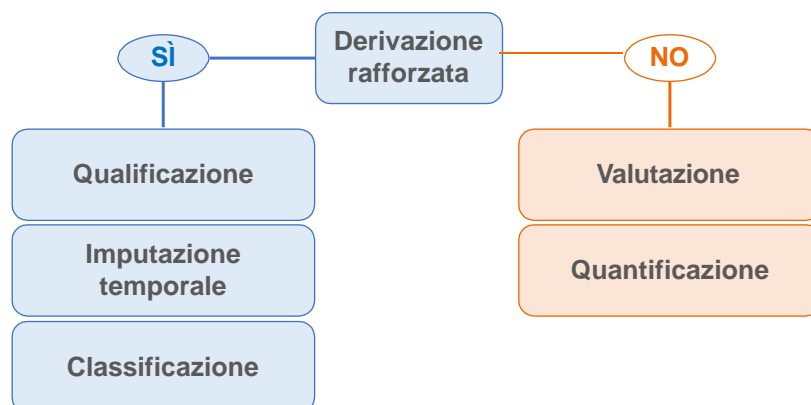 Derivazione
rafforzata
SÌ
NO
Qualificazione
Imputazione
temporale
Classificazione
Valutazione
Quantificazione